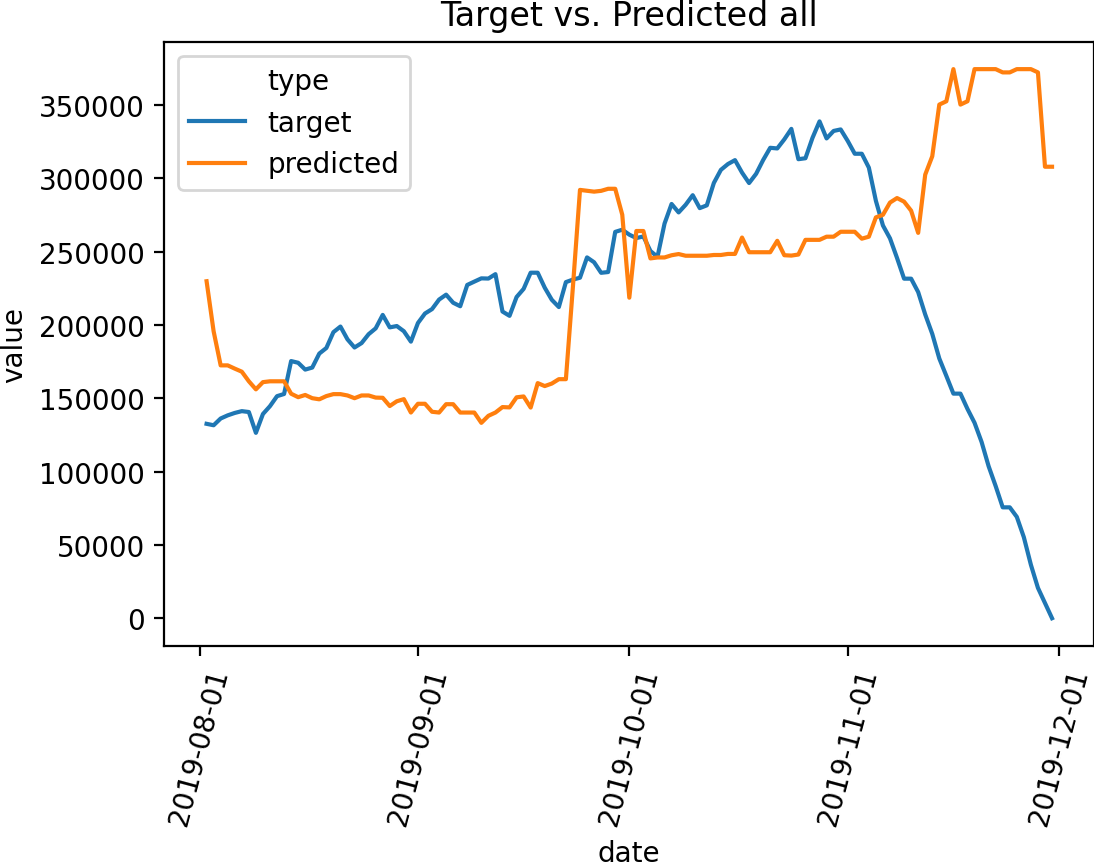 Target vs. Predicted all
type
target
predicted
value
350000
300000
250000
200000
150000
100000
50000
0
2019-08-01
2019-09-01
2019-10-01
2019-11-01
2019-12-01
date